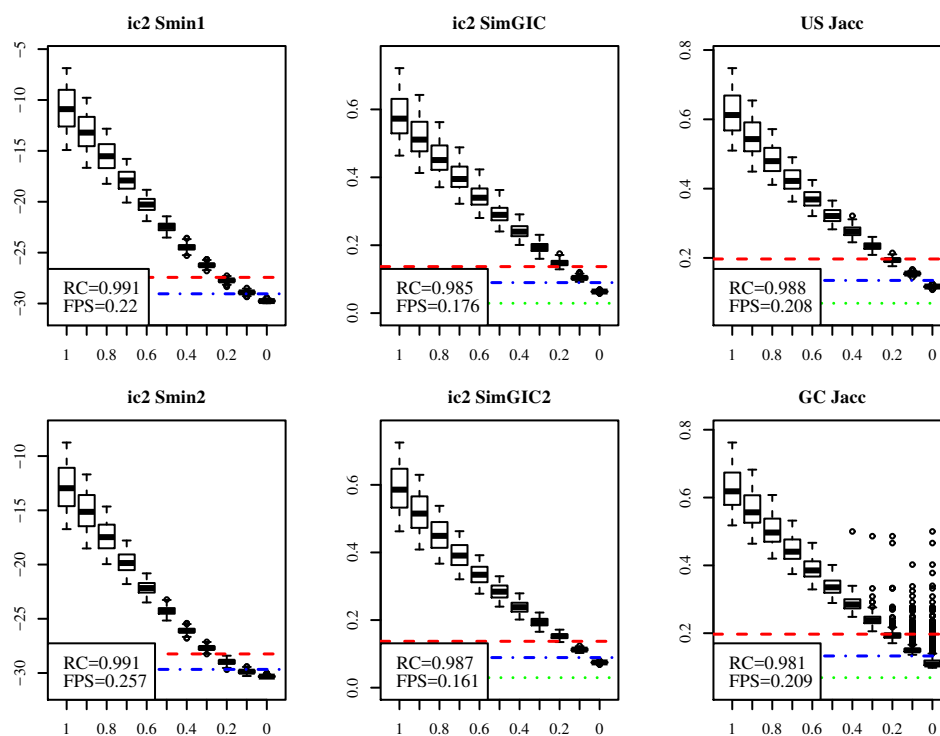 ic2 Smin1
-5
-10
-15
-20
-25
-30
RC=0.991
FPS=0.22
1 0.8 0.6 0.4 0.2 0
ic2 SimGIC
0.6
0.4
0.2
0.0
RC=0.985
FPS=0.176
1 0.8 0.6 0.4 0.2 0
US Jacc
0.8
0.6
0.4
0.2
RC=0.988
FPS=0.208
1 0.8 0.6 0.4 0.2 0
ic2 Smin2
-10
-15
-20
-25
-30
RC=0.991
FPS=0.257
1 0.8 0.6 0.4 0.2 0
ic2 SimGIC2
0.6
0.4
0.2
0.0
RC=0.987
FPS=0.161
1 0.8 0.6 0.4 0.2 0
GC Jacc
0.8
0.6
0.4
0.2
RC=0.981
FPS=0.209
1 0.8 0.6 0.4 0.2 0